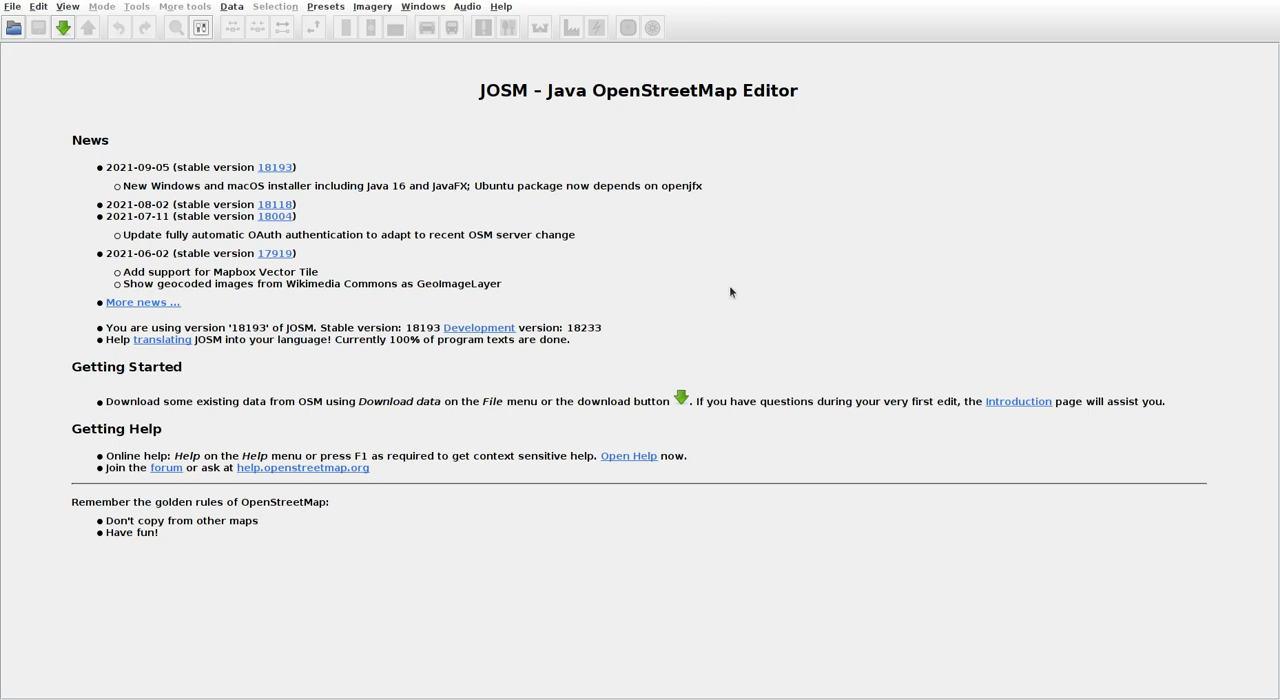 File Edit View Mode Tools More tools Data Selection Presets Imagery Windows Audio Help
JOSM – Java OpenStreetMap Editor
News
2021-09-05 (stable version 18193)
New Windows and macOS installer including Java 16 and JavaFX; Ubuntu package now depends on openjfx
2021-08-02 (stable version 18118)
2021-07-11 (stable version 18004)
Update fully automatic OAuth authentication to adapt to recent OSM server change
2021-06-02 (stable version 17919)
Add support for Mapbox Vector Tile
Show geocoded images from Wikimedia Commons as GeoImageLayer
More news ...
You are using version '18193' of JOSM. Stable version: 18193 Development version: 18233
Help translating JOSM into your language! Currently 100% of program texts are done.
Getting Started
Download some existing data from OSM using Download data on the File menu or the download button . If you have questions during your very first edit, the Introduction page will assist you.
Getting Help
Online help: Help on the Help menu or press F1 as required to get context sensitive help. Open Help now.
Join the forum or ask at help.openstreetmap.org
Remember the golden rules of OpenStreetMap:
Don't copy from other maps
Have fun!